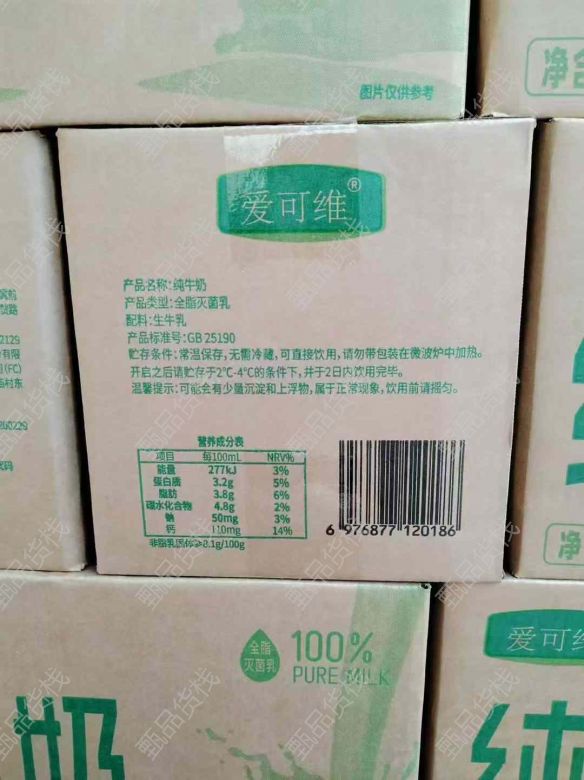 图片仅供参考
净含
爱可维®
产品名称:纯牛奶
产品类型:全脂灭菌乳
配料:生牛乳
产品标准号:GB 25190
贮存条件:常温保存,无需冷藏,可直接饮用,请勿带包装在微波炉中加热。
开启之后请贮存于2℃-4℃的条件下,并于2日内饮用完毕。
温馨提示:可能会有少量沉淀和上浮物,属于正常现象,饮用前请摇匀。
营养成分表
项目 每100mL NRV%
能量 277kJ 3%
蛋白质 3.2g 5%
脂肪 3.8g 6%
碳水化合物 4.8g 2%
钠 50mg 3%
钙 110mg 14%
非脂乳固体≥8.1g/100g
6 976877 120186
2129
有限
(FC)
村东
200229
代码
净
全脂
灭菌乳
100%
PURE MILK
奶
爱可维
纯
甄品货栈